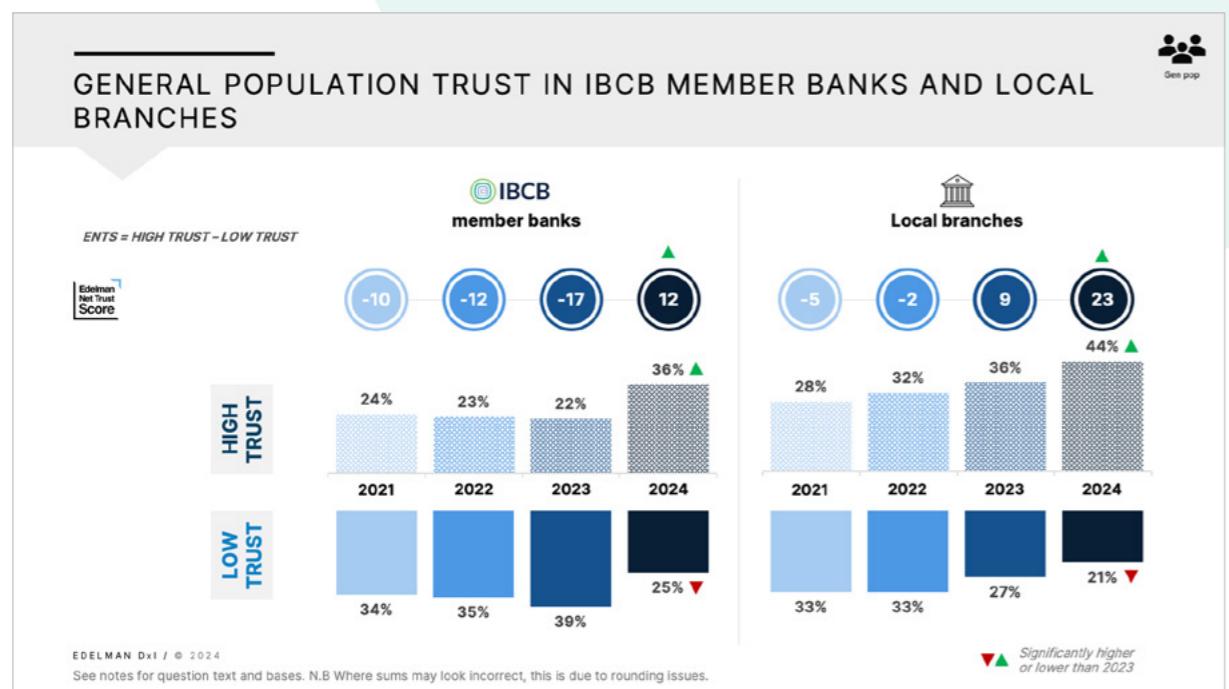 Gen pop
GENERAL POPULATION TRUST IN IBCB MEMBER BANKS AND LOCAL
BRANCHES
IBCB
member banks
Local branches
ENTS = HIGH TRUST – LOW TRUST
Edelman
Net Trust
Score
-10 -12 -17 12
-5 -2 9 23
HIGH
TRUST
24% 23% 22% 36%
28% 32% 36% 44%
2021 2022 2023 2024
2021 2022 2023 2024
LOW
TRUST
34% 35% 39% 25%
33% 33% 27% 21%
EDELMAN DxI / © 2024
See notes for question text and bases. N.B Where sums may look incorrect, this is due to rounding issues.
Significantly higher
or lower than 2023